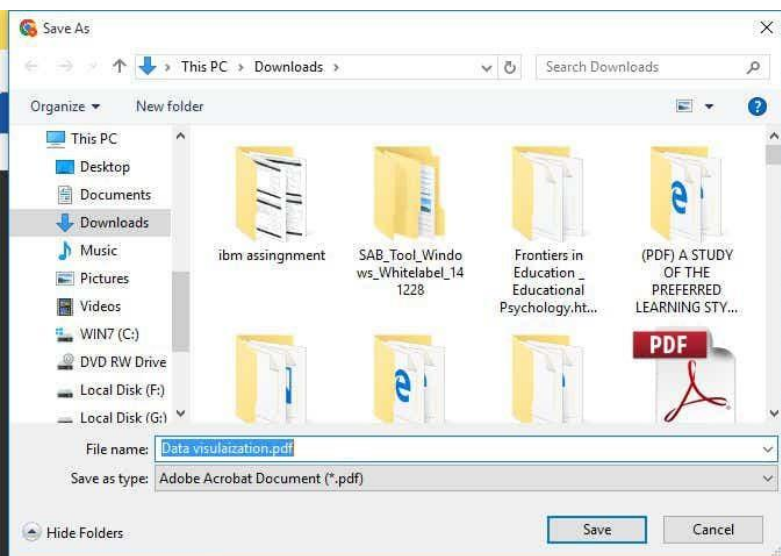 Save As
This PC > Downloads >
Search Downloads
Organize
New folder
This PC
Desktop
Documents
Downloads
Music
Pictures
Videos
WIN7 (C:)
DVD RW Drive
Local Disk (F:)
Local Disk (G:)
ibm assingnment
SAB_Tool_Windo
ws_Whitelabel_14
1228
Frontiers in
Education _
Educational
Psychology.ht...
(PDF) A STUDY
OF THE
PREFERRED
LEARNING STY...
PDF
File name: Data visulaization.pdf
Save as type: Adobe Acrobat Document (*.pdf)
Hide Folders
Save
Cancel